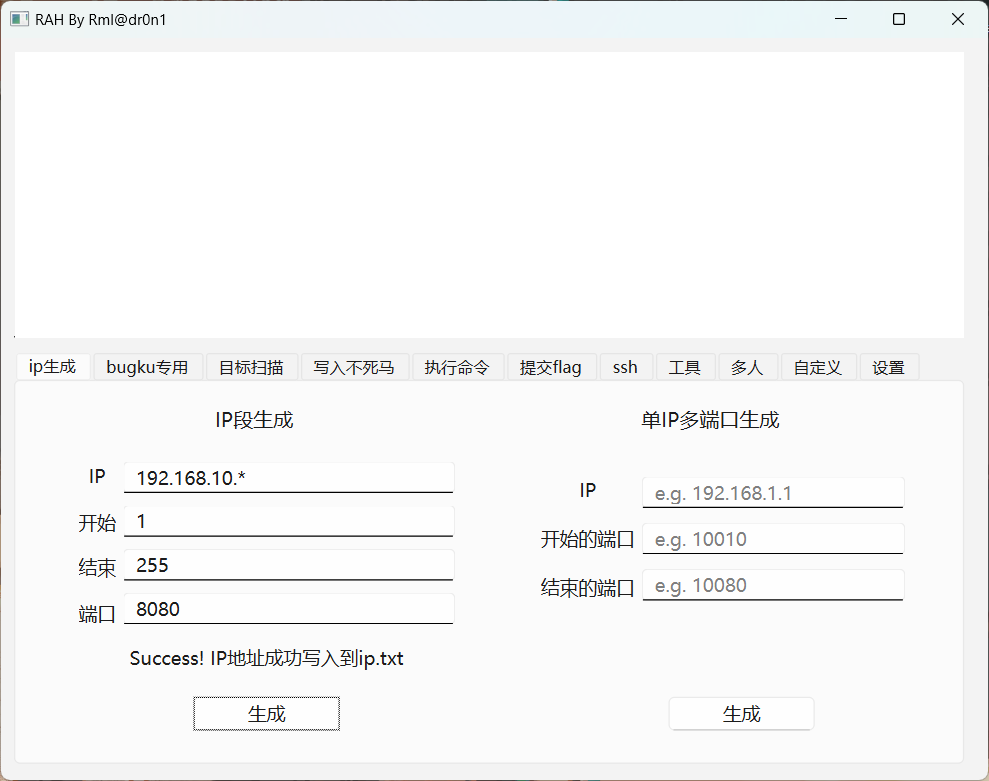 RAH By Rml@dr0n1
ip生成 bugku专用 目标扫描 写入不死马 执行命令 提交flag ssh 工具 多人 自定义 设置
IP段生成
IP 192.168.10.*
开始 1
结束 255
端口 8080
Success! IP地址成功写入到ip.txt
生成
单IP多端口生成
IP e.g. 192.168.1.1
开始的端口 e.g. 10010
结束的端口 e.g. 10080
生成